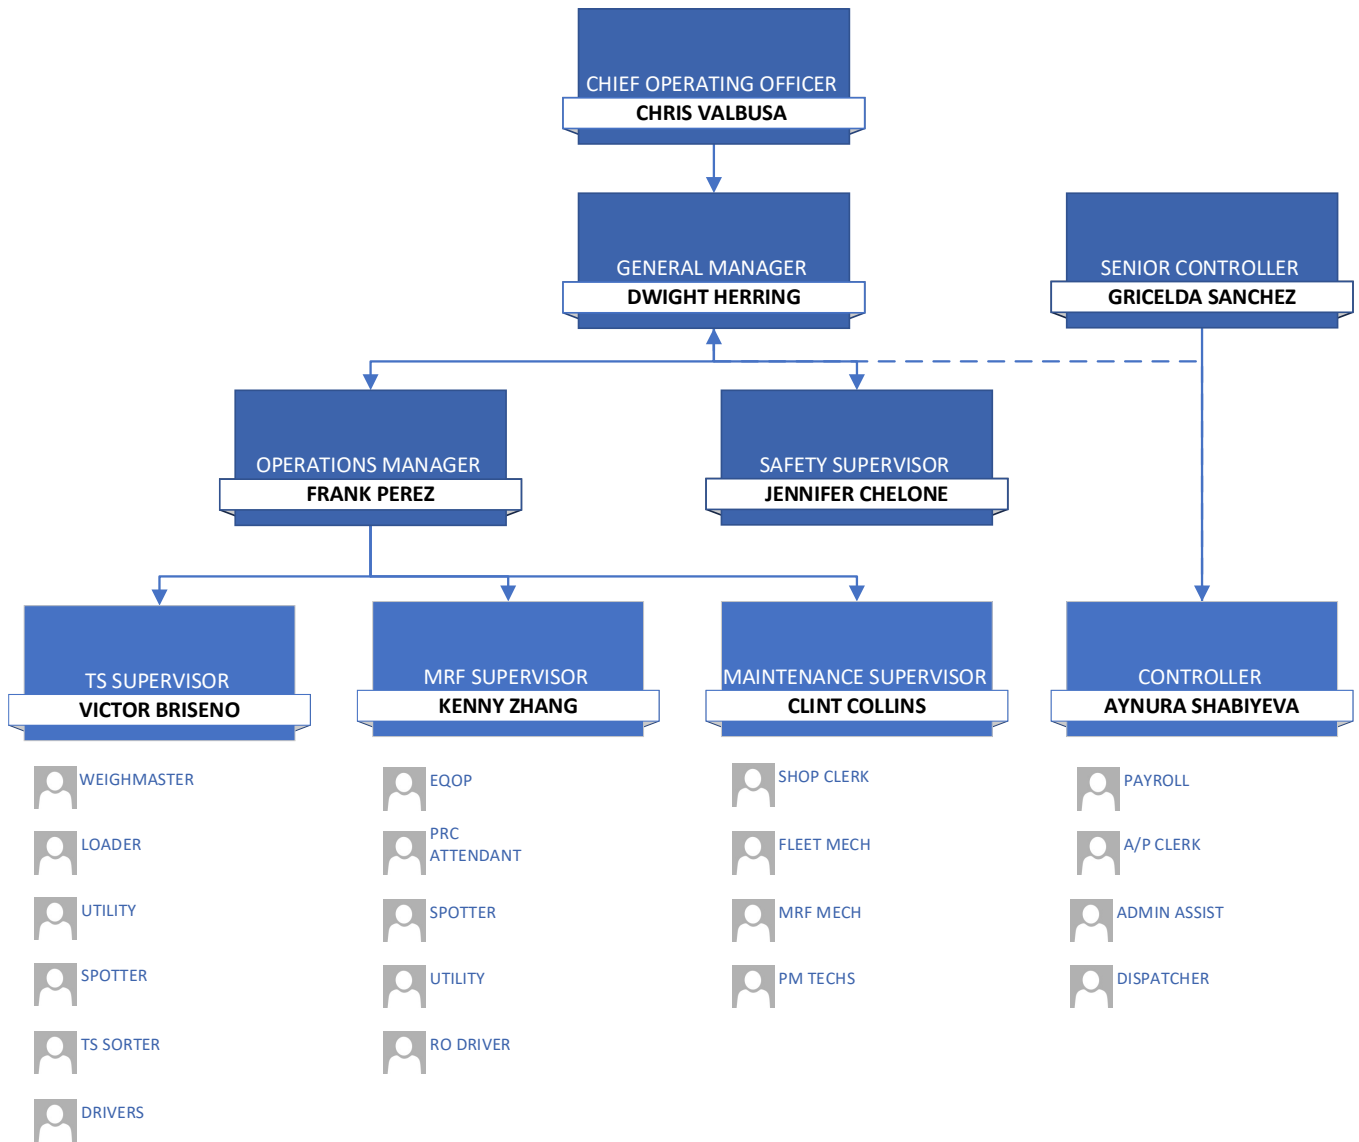 CHIEF OPERATING OFFICER
CHRIS VALBUSA
GENERAL MANAGER
DWIGHT HERRING
SENIOR CONTROLLER
GRICELDA SANCHEZ
OPERATIONS MANAGER
FRANK PEREZ
SAFETY SUPERVISOR
JENNIFER CHELONE
TS SUPERVISOR
VICTOR BRISENO
MRF SUPERVISOR
KENNY ZHANG
MAINTENANCE SUPERVISOR
CLINT COLLINS
CONTROLLER
AYNURA SHABIYEVA
WEIGHMASTER
LOADER
UTILITY
SPOTTER
TS SORTER
DRIVERS
EQOP
PRC
ATTENDANT
SPOTTER
UTILITY
RO DRIVER
SHOP CLERK
FLEET MECH
MRF MECH
PM TECHS
PAYROLL
A/P CLERK
ADMIN ASSIST
DISPATCHER